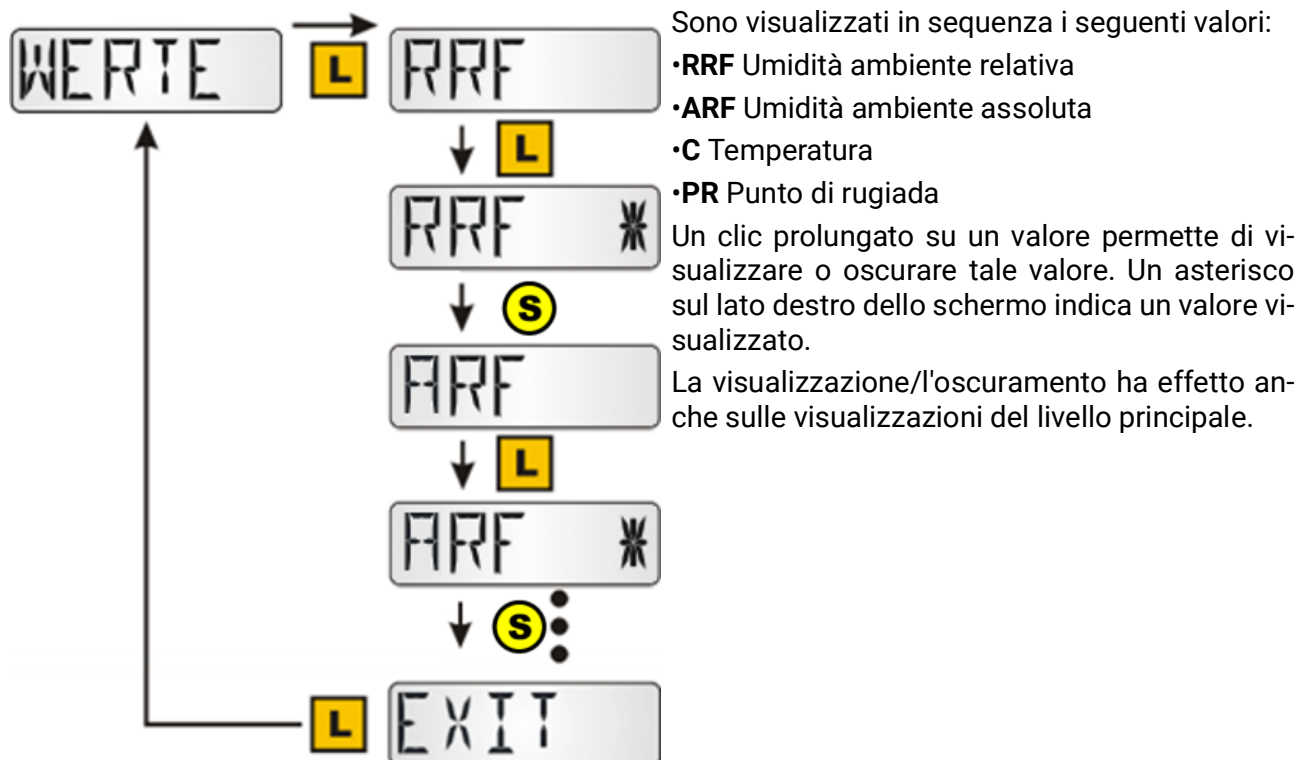 WERTE
L
RRF
L
RRF *
S
ARF
L
ARF *
S
L
EXIT
Sono visualizzati in sequenza i seguenti valori:
•RRF Umidità ambiente relativa
•ARF Umidità ambiente assoluta
•C Temperatura
•PR Punto di rugiada
Un clic prolungato su un valore permette di vi-
sualizzare o oscurare tale valore. Un asterisco
sul lato destro dello schermo indica un valore vi-
sualizzato.
La visualizzazione/l'oscuramento ha effetto an-
che sulle visualizzazioni del livello principale.